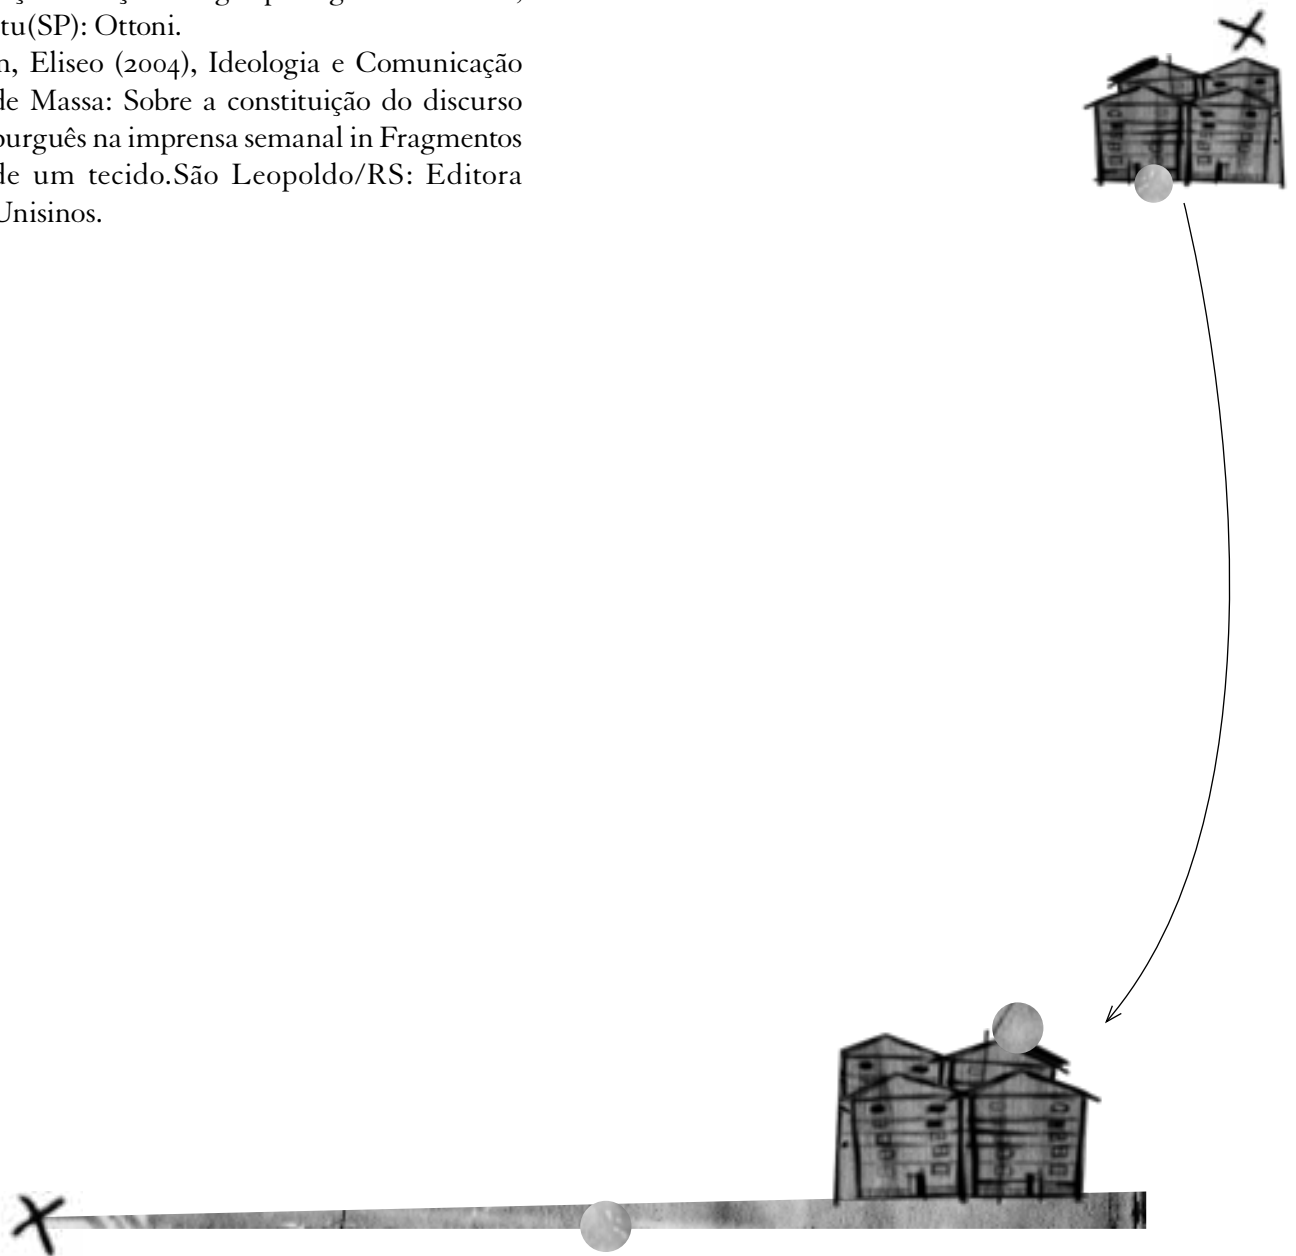 tu(SP): Ottoni.
n, Eliseo (2004), Ideologia e Comunicação
de Massa: Sobre a constituição do discurso
burguês na imprensa semanal in Fragmentos
de um tecido.São Leopoldo/RS: Editora
Unisinos.